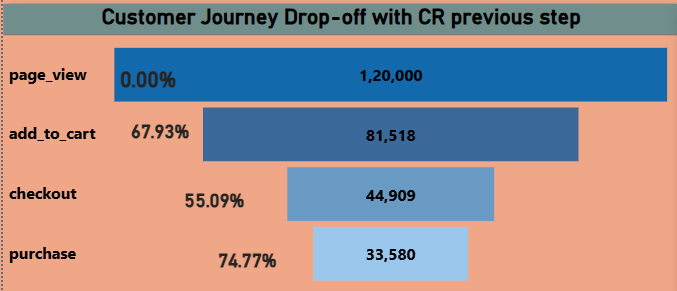 Customer Journey Drop-off with CR previous step
page_view 0.00% 1,20,000
add_to_cart 67.93% 81,518
checkout 55.09% 44,909
purchase 74.77% 33,580